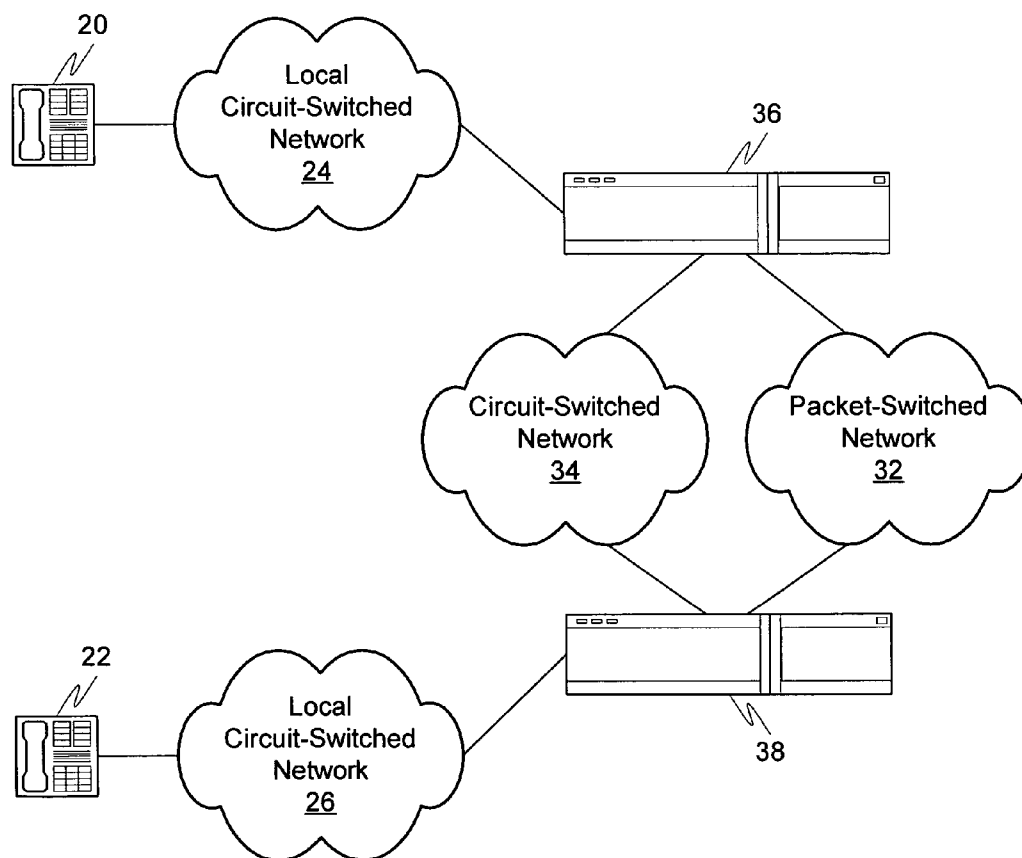 20
Local
Circuit-Switched
Network
24
36
Circuit-Switched
Network
34
Packet-Switched
Network
32
22
Local
Circuit-Switched
Network
26
38